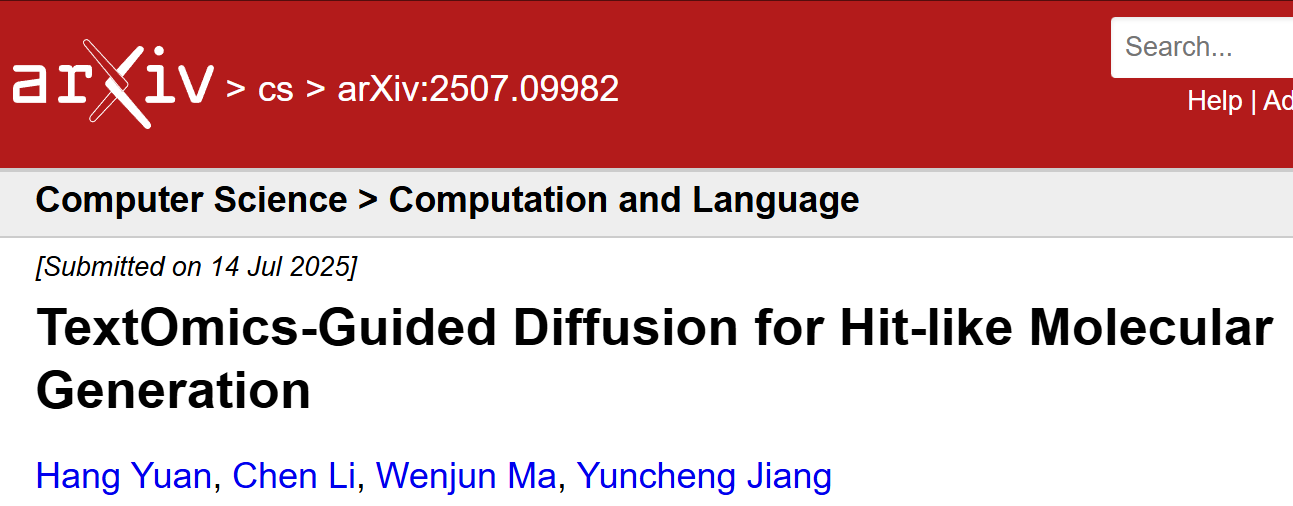 arXiv > cs > arXiv:2507.09982
Search...
Help | Ad
Computer Science > Computation and Language
[Submitted on 14 Jul 2025]
TextOmics-Guided Diffusion for Hit-like Molecular
Generation
Hang Yuan, Chen Li, Wenjun Ma, Yuncheng Jiang